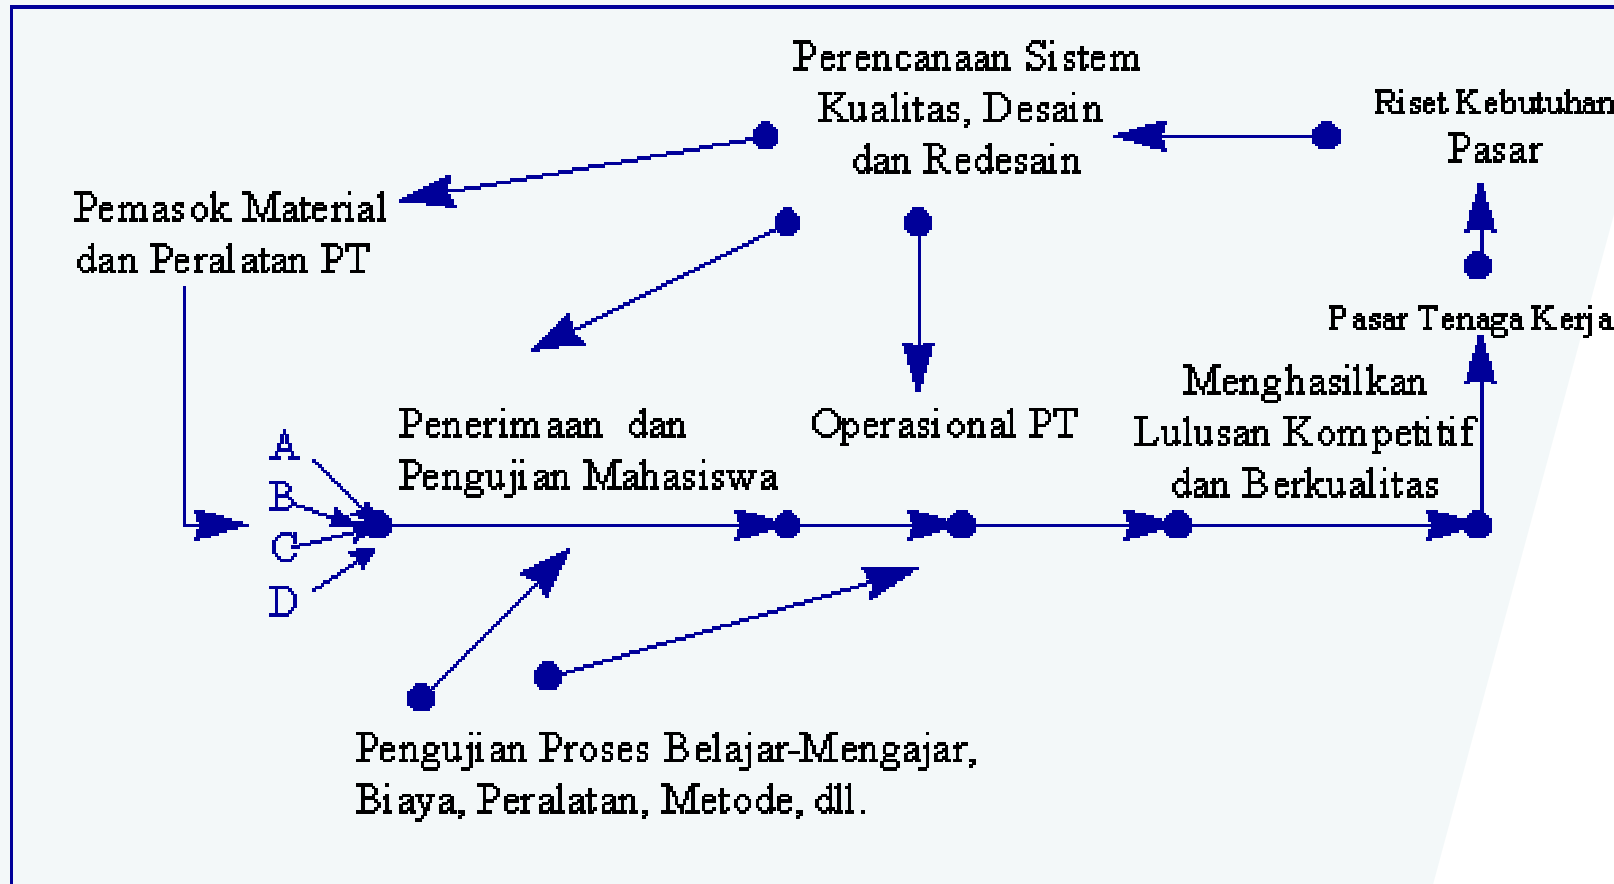 Perencanaan Sistem
Kualitas, Desain
dan Redesain
Riset Kebutuhan
Pasar
Pemasok Material
dan Peralatan PT
Pasar Tenaga Kerja
Menghasilkan
Lulusan Kompetitif
dan Berkualitas
Operasional PT
Penerimaan dan
Pengujian Mahasiswa
A
B
C
D
Pengujian Proses Belajar-Mengajar,
Biaya, Peralatan, Metode, dll.